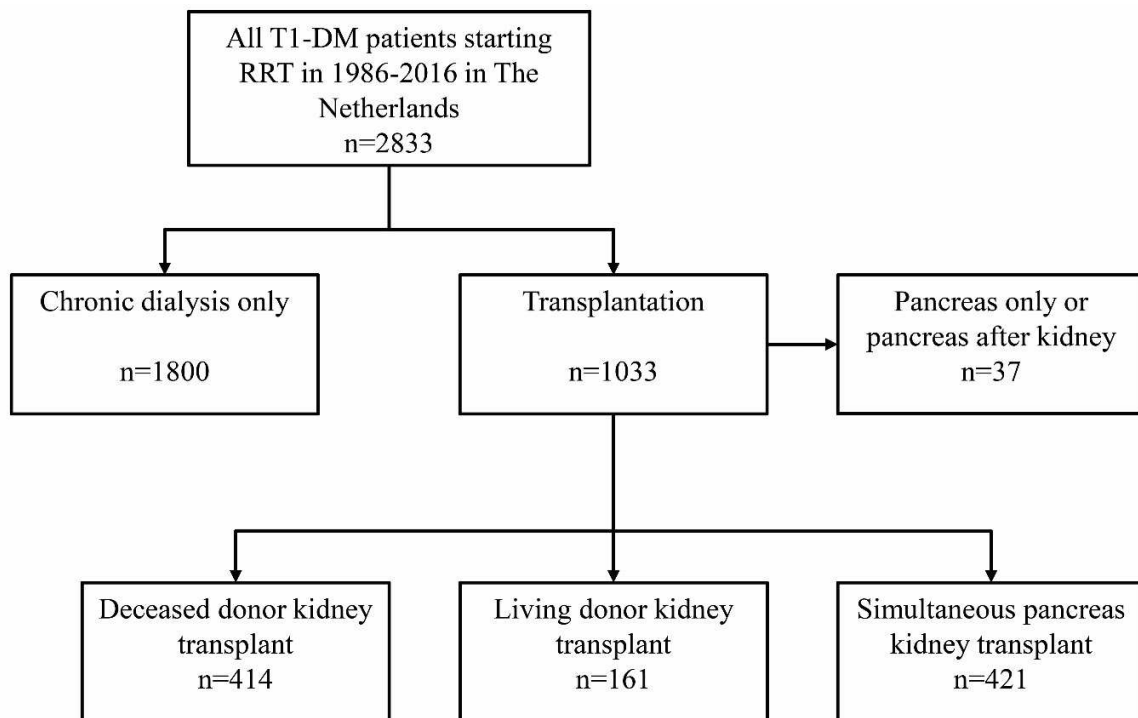 All T1-DM patients starting
RRT in 1986-2016 in The
Netherlands
n=2833
Chronic dialysis only
n=1800
Transplantation
n=1033
Pancreas only or
pancreas after kidney
n=37
Deceased donor kidney
transplant
n=414
Living donor kidney
transplant
n=161
Simultaneous pancreas
kidney transplant
n=421